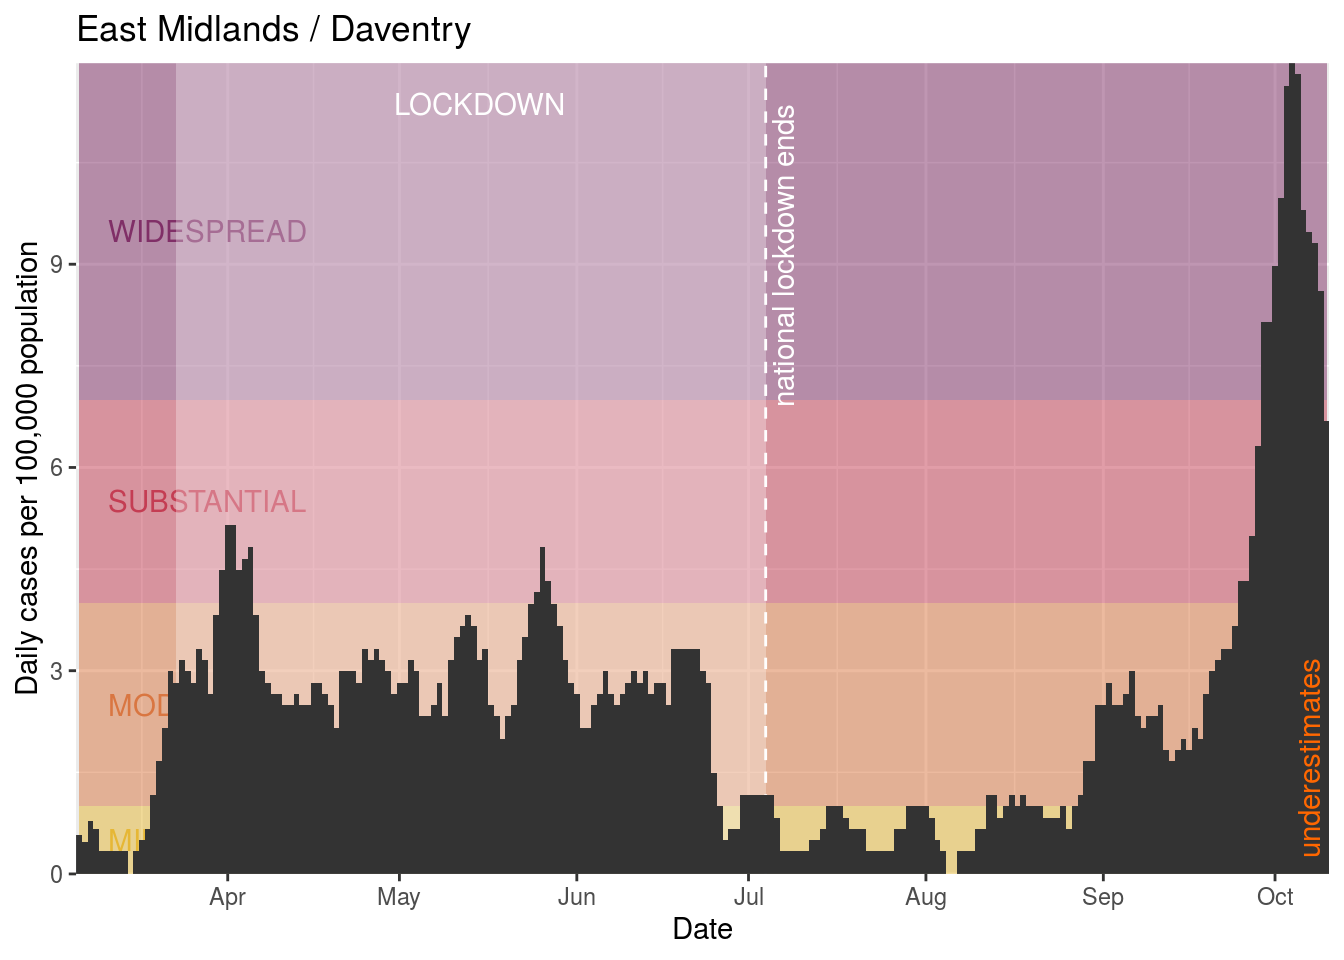 East Midlands / Daventry
LOCKDOWN
national lockdown ends
WIDESPREAD
SUBSTANTIAL
MOD
MI
underestimates
Daily cases per 100,000 population
9
6
3
0
Apr
May
Jun
Jul
Aug
Sep
Oct
Date